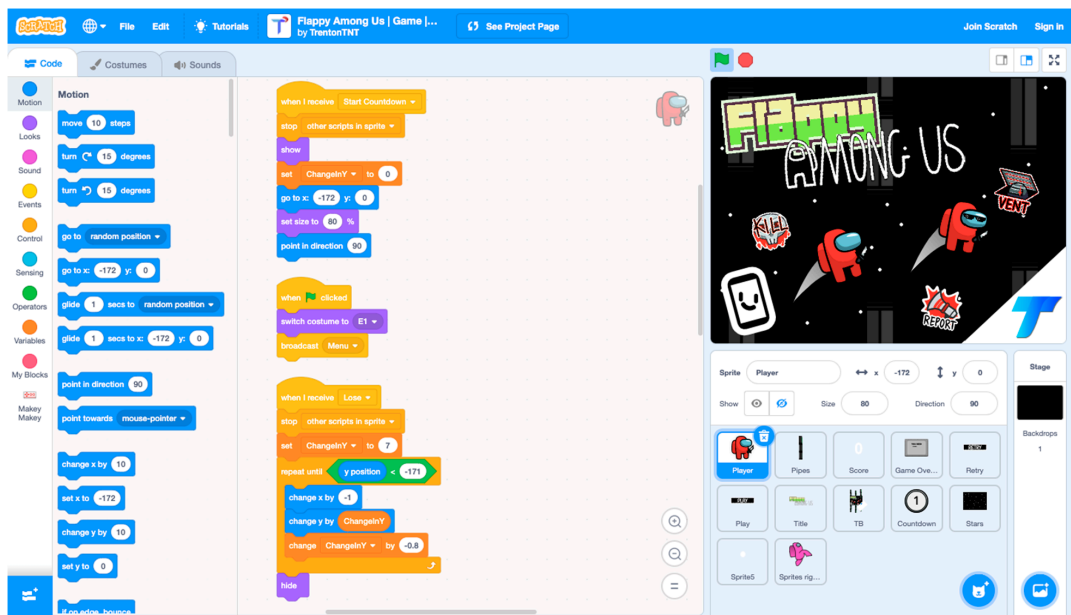 SCRATCH File Edit Tutorials Flappy Among Us | Game |... See Project Page Join Scratch Sign in
by TrentonTNT
Code Costumes Sounds
Motion
Looks
Sound
Events
Control
Sensing
Operators
Variables
My Blocks
Makey
Makey
Motion
move 10 steps
turn 15 degrees
turn 15 degrees
go to random position
go to x: -172 y: 0
glide 1 secs to random position
glide 1 secs to x: -172 y: 0
point in direction 90
point towards mouse-pointer
change x by 10
set x to -172
change y by 10
set y to 0
if on edge, bounce
when I receive Start Countdown
stop other scripts in sprite
show
set ChangeInY to 0
go to x: -172 y: 0
set size to 80 %
point in direction 90
when clicked
switch costume to E1
broadcast Menu
when I receive Lose
stop other scripts in sprite
set ChangeInY to 7
repeat until y position < -171
change x by -1
change y by ChangeInY
change ChangeInY by -0.8
hide
Flappy
AMONG US
VENT
KILL
REPORT
Sprite Player x -172 y 0
Show Size 80 Direction 90
Player
Pipes
0
Score
Game Ove...
RETRY
Retry
PLAY
Play
Title
TB
1
Countdown
Stars
Sprite5
Sprites rig...
Stage
Backdrops
1